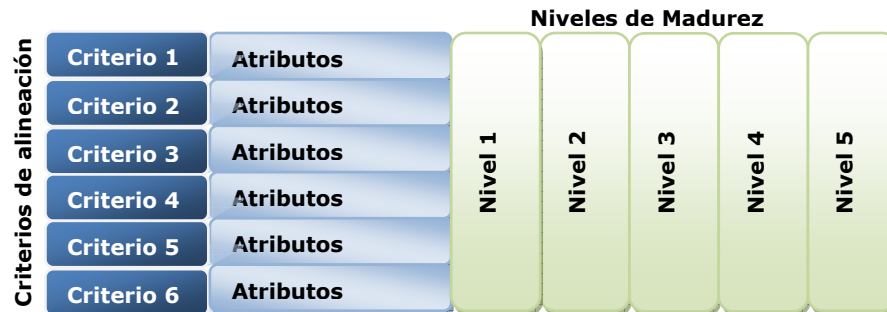 Niveles de Madurez
Criterios de alineación
Criterio 1
Atributos
Criterio 2
Atributos
Criterio 3
Atributos
Criterio 4
Atributos
Criterio 5
Atributos
Criterio 6
Atributos
Nivel 1
Nivel 2
Nivel 3
Nivel 4
Nivel 5